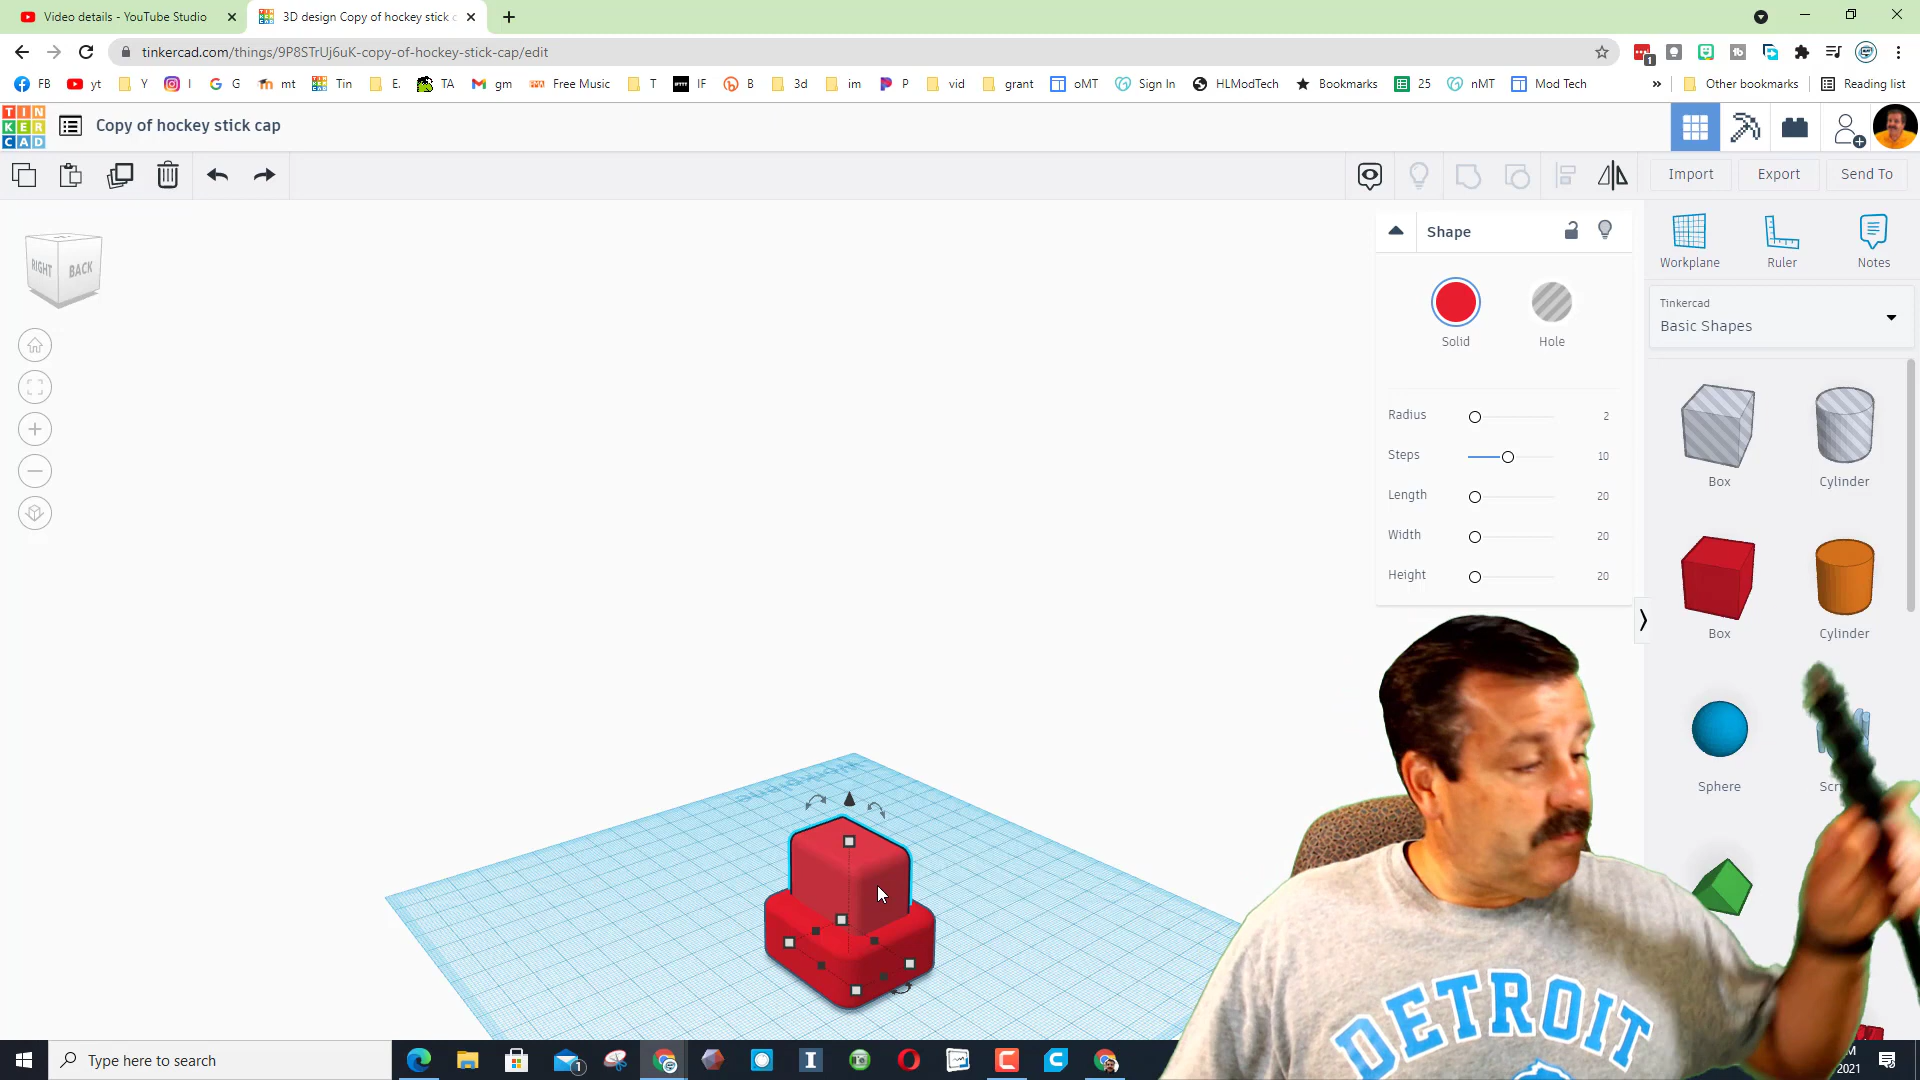 Video details - YouTube Studio
3D design Copy of hockey stick c
tinkercad.com/things/9P8STrUj6uK-copy-of-hockey-stick-cap/edit
1
FB
yt
Y
I
G
mt
Tin
E.
TA
gm
Free Music
T
IF
B
3d
im
P
vid
grant
oMT
Sign In
HLModTech
Bookmarks
25
nMT
Mod Tech
Other bookmarks
Reading list
TIN
KER
CAD
Copy of hockey stick cap
Import
Export
Send To
RIGHT
BACK
Shape
Solid
Hole
Radius 2
Steps 10
Length 20
Width 20
Height 20
Workplane
Ruler
Notes
Tinkercad
Basic Shapes
Box
Cylinder
Box
Cylinder
Sphere
Scr
Workplane
DETROIT
Type here to search
1
M
2021